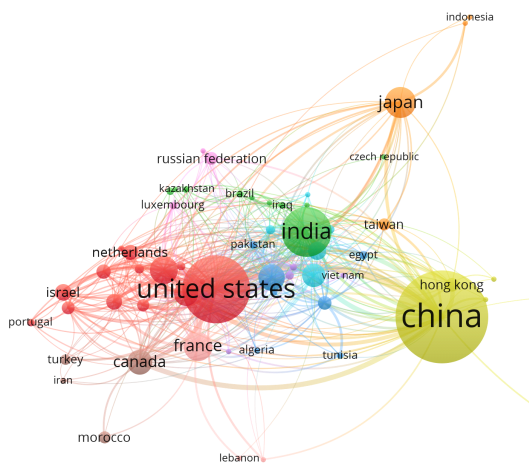 indonesia
japan
czech republic
russian federation
kazakhstan
brazil
luxembourg
iraq
taiwan
india
pakistan
netherlands
egypt
viet nam
hong kong
united states
israel
china
portugal
france
algeria
tunisia
turkey
canada
iran
morocco
lebanon